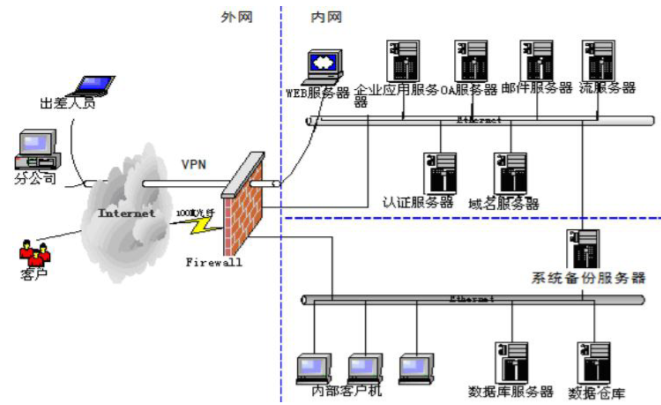 外网
内网
出差人员
分公司
客户
VPN
Internet
100兆光纤
Firewall
WEB服务器
企业应用服务
器
OA服务器
邮件服务器
流服务器
Ethernet
认证服务器
域名服务器
系统备份服务器
Ethernet
内部客户机
数据库服务器
数据仓库